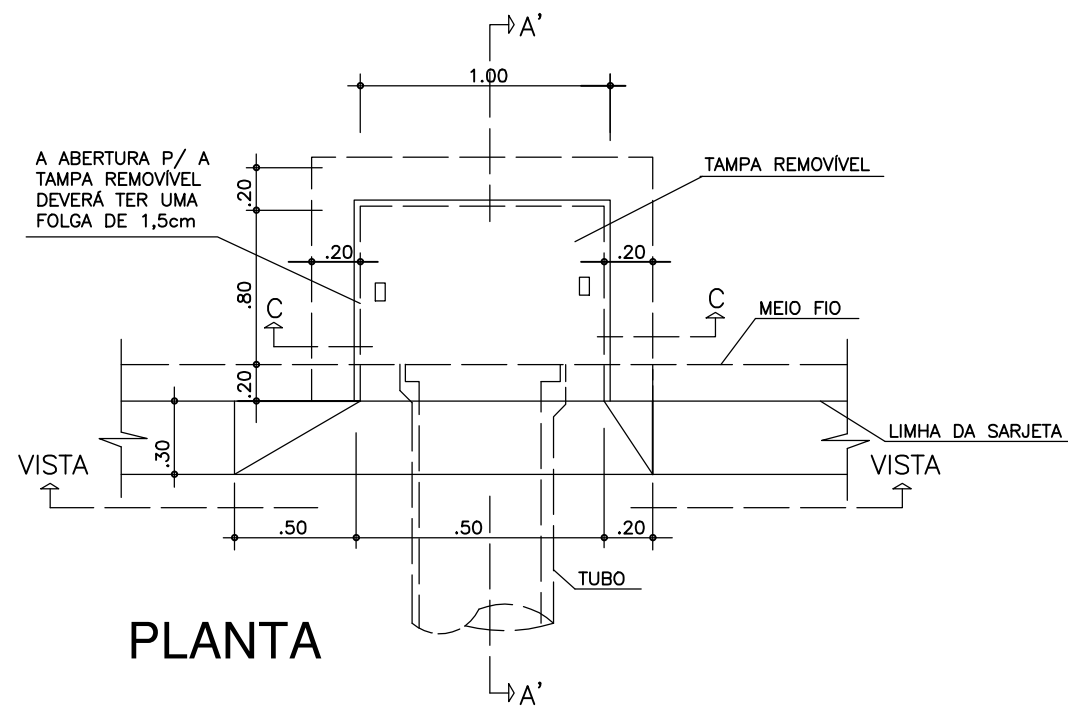 A'
1.00
A ABERTURA P/ A
TAMPA REMOVÍVEL
DEVERÁ TER UMA
FOLGA DE 1,5cm
.20
TAMPA REMOVÍVEL
.20
.20
.80
C
C
MEIO FIO
.20
LIMHA DA SARJETA
.30
VISTA
VISTA
.50
.50
.20
TUBO
PLANTA
A'